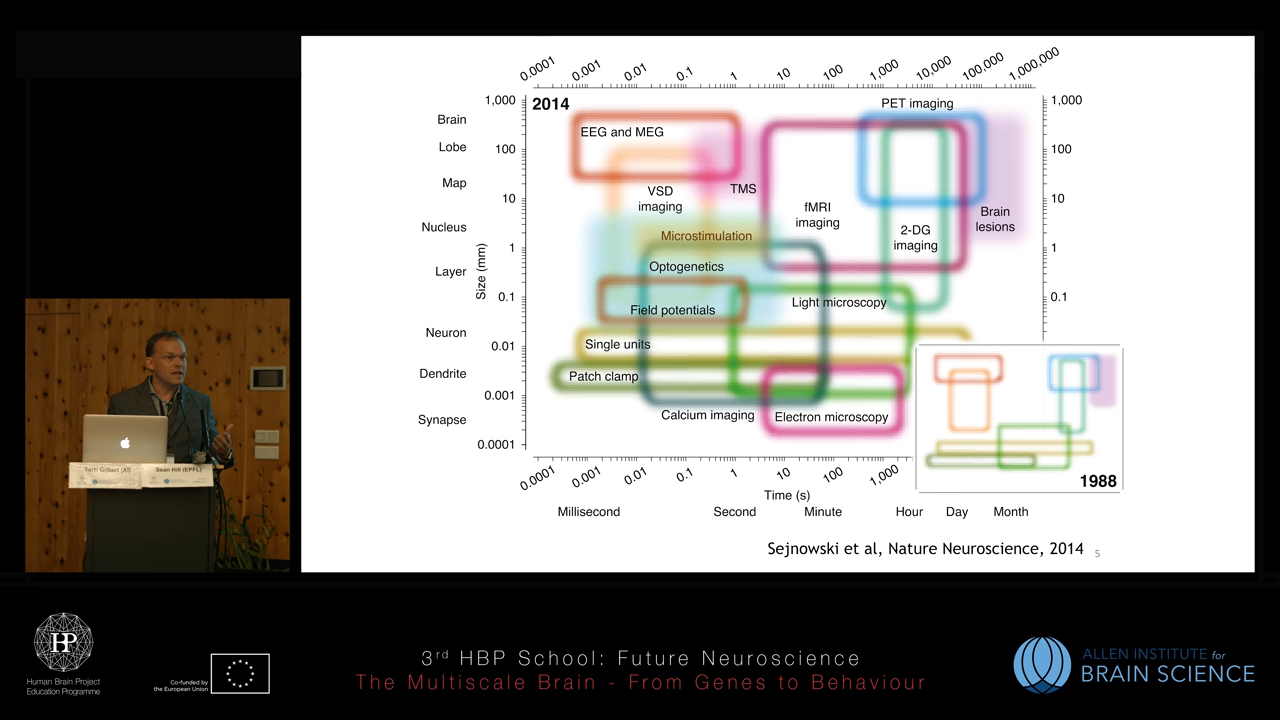 0.0001 0.001 0.01 0.1 1 10 100 1,000 10,000 100,000 1,000,000
2014
PET imaging
1,000
1,000
Brain
EEG and MEG
Lobe
100
100
Map
TMS
VSD
imaging
10
10
fMRI
imaging
Brain
lesions
Nucleus
2-DG
imaging
Microstimulation
1
1
Size (mm)
Layer
Optogenetics
0.1
0.1
Light microscopy
Field potentials
Neuron
0.01
Single units
Dendrite
Patch clamp
0.001
Synapse
Calcium imaging
Electron microscopy
0.0001
0.0001 0.001 0.01 0.1 1 10 100 1,000
1988
Time (s)
Millisecond Second Minute Hour Day Month
Sejnowski et al, Nature Neuroscience, 2014 5
Terri Gilbert (AI)
Sean Hill (EPFL)
HP
Human Brain Project
Education Programme
Co-funded by
the European Union
3rd HBP School: Future Neuroscience
The Multiscale Brain - From Genes to Behaviour
ALLEN INSTITUTE for
BRAIN SCIENCE